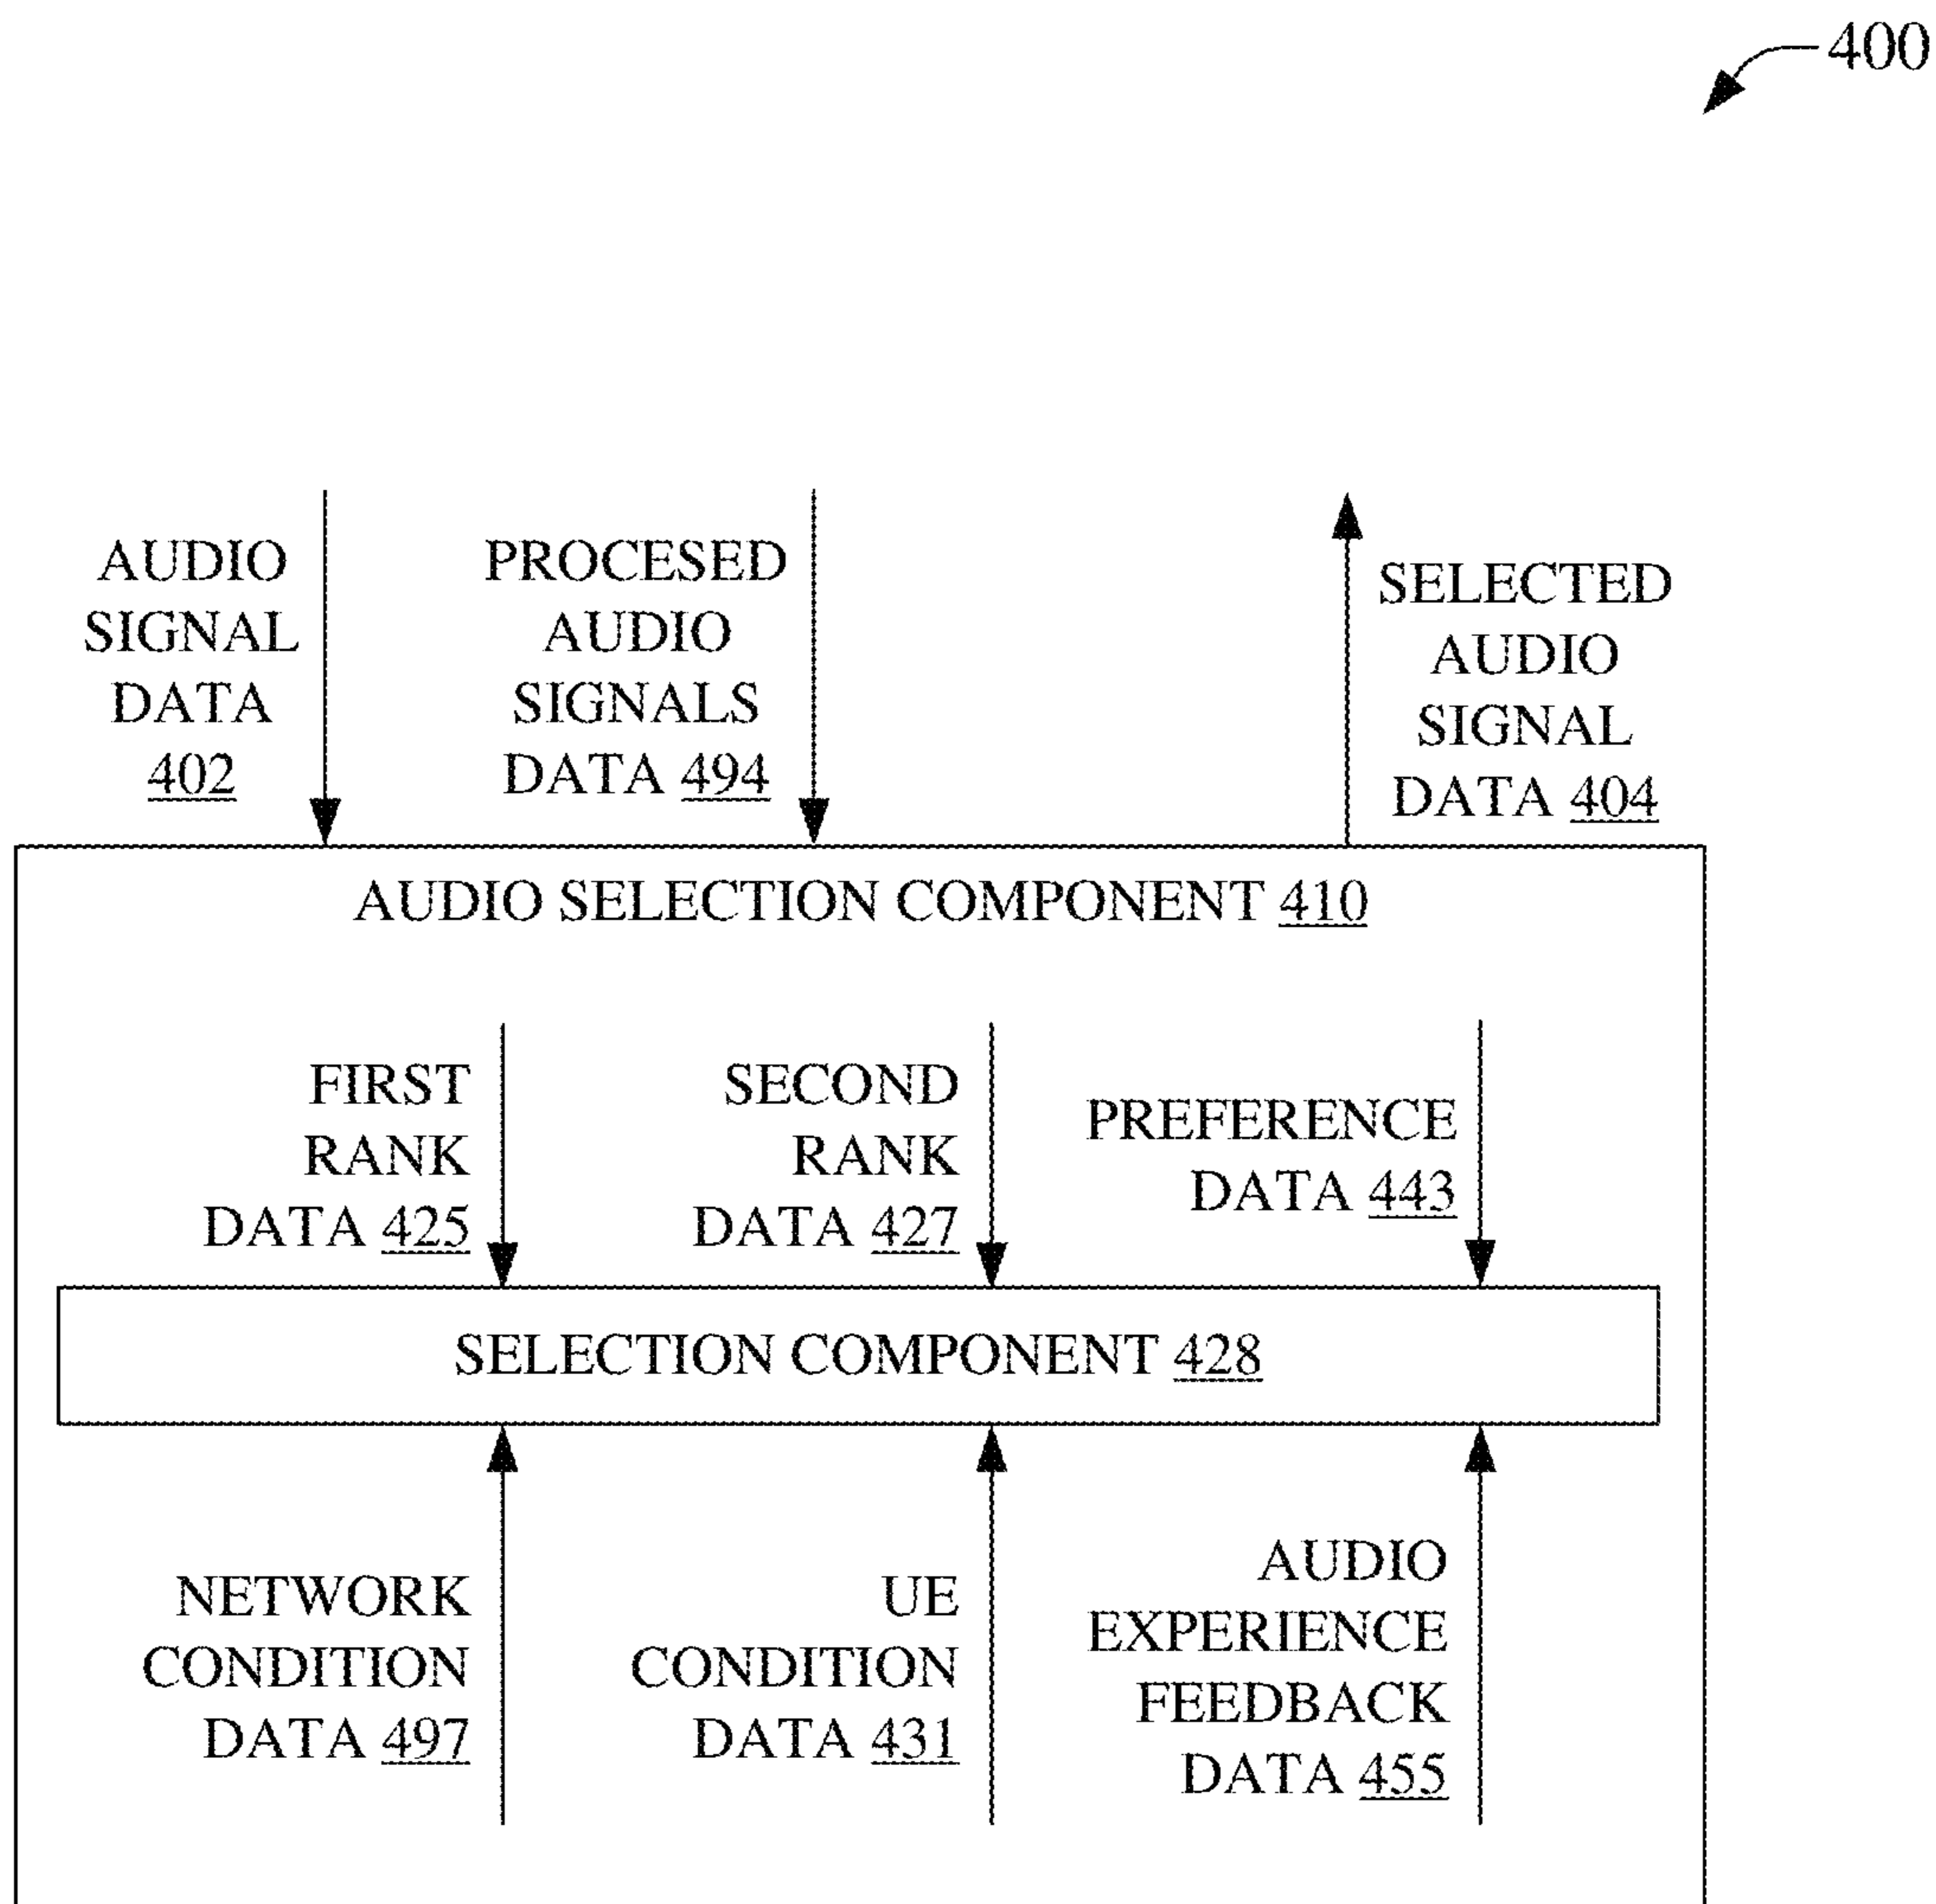 400
AUDIO
SIGNAL
DATA
402
PROCESED
AUDIO
SIGNALS
DATA 494
SELECTED
AUDIO
SIGNAL
DATA 404
AUDIO SELECTION COMPONENT 410
FIRST
RANK
DATA 425
SECOND
RANK
DATA 427
PREFERENCE
DATA 443
SELECTION COMPONENT 428
NETWORK
CONDITION
DATA 497
UE
CONDITION
DATA 431
AUDIO
EXPERIENCE
FEEDBACK
DATA 455